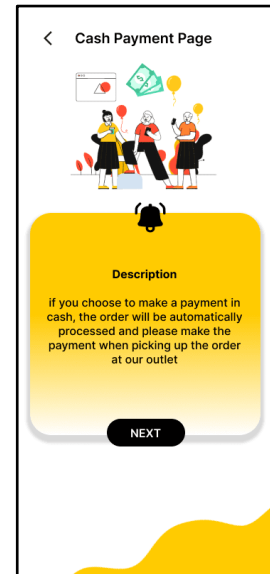 Cash Payment Page
Description
if you choose to make a payment in
cash, the order will be automatically
processed and please make the
payment when picking up the order
at our outlet
NEXT